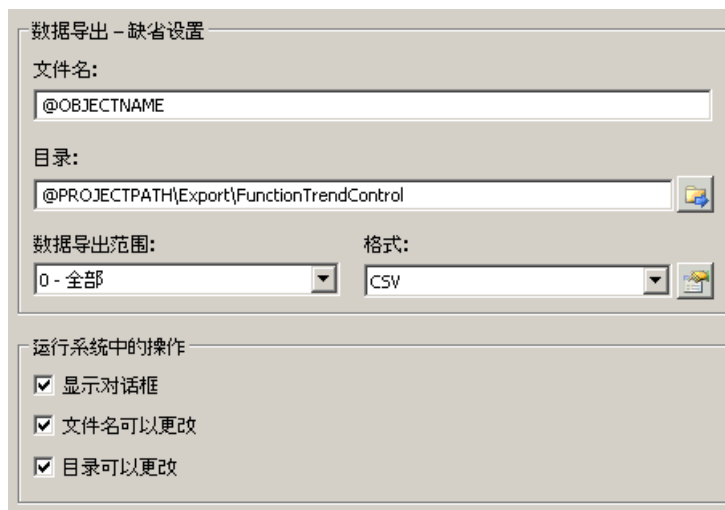 数据导出 – 缺省设置
文件名:
@OBJECTNAME
目录:
@PROJECTPATH\Export\FunctionTrendControl
数据导出范围: 格式:
0 - 全部 CSV
运行系统中的操作
显示对话框
文件名可以更改
目录可以更改